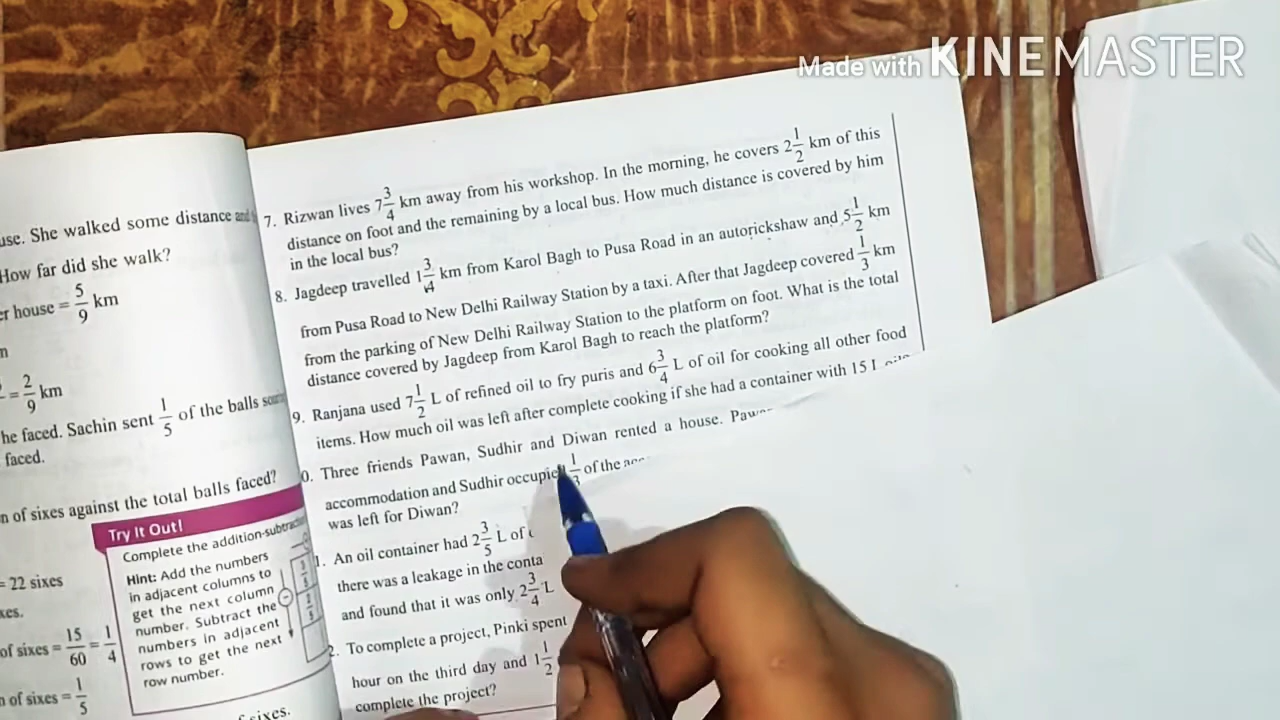 Made with KINEMASTER
use. She walked some distance and
How far did she walk?
er house = 5/9 km
= 2/9 km
he faced. Sachin sent 1/5 of the balls
faced.
n of sixes against the total balls faced?
Try It Out!
Complete the addition-subtrac
Hint: Add the numbers
in adjacent columns to
get the next column
number. Subtract the
numbers in adjacent
rows to get the next
row number.
= 22 sixes
xes.
of sixes = 15/60 = 1/4
n of sixes = 1/5
f sixes.
7. Rizwan lives 7 3/4 km away from his workshop. In the morning, he covers 2 1/2 km of this
distance on foot and the remaining by a local bus. How much distance is covered by him
in the local bus?
8. Jagdeep travelled 1 3/4 km from Karol Bagh to Pusa Road in an autorickshaw and 5 1/2 km
from Pusa Road to New Delhi Railway Station by a taxi. After that Jagdeep covered 1/3 km
from the parking of New Delhi Railway Station to the platform on foot. What is the total
distance covered by Jagdeep from Karol Bagh to reach the platform?
9. Ranjana used 7 1/2 L of refined oil to fry puris and 6 3/4 L of oil for cooking all other food
items. How much oil was left after complete cooking if she had a container with 15 L
0. Three friends Pawan, Sudhir and Diwan rented a house.
accommodation and Sudhir occupie 1/3 of the
was left for Diwan?
1. An oil container had 2 3/5 L of
there was a leakage in the conta
and found that it was only 2 3/4 L
2. To complete a project, Pinki spent
hour on the third day and 1 1/2
complete the project?